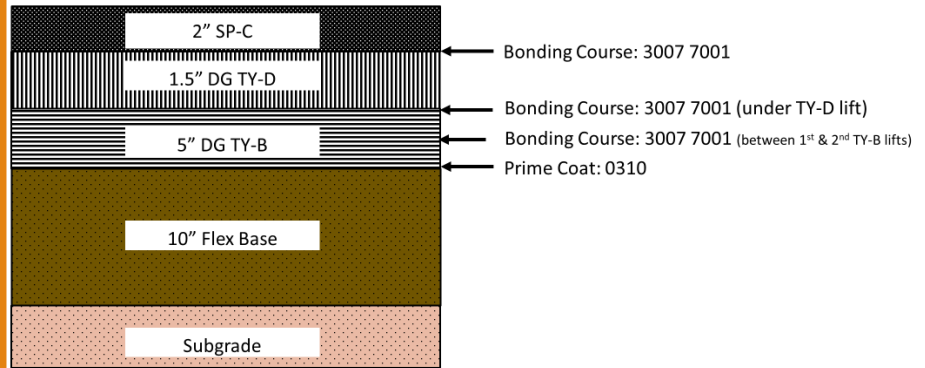 2” SP-C
Bonding Course: 3007 7001
1.5” DG TY-D
Bonding Course: 3007 7001 (under TY-D lift)
5” DG TY-B
Bonding Course: 3007 7001 (between 1st & 2nd TY-B lifts)
Prime Coat: 0310
10” Flex Base
Subgrade